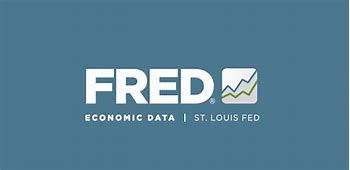 FRED®
ECONOMIC DATA | ST. LOUIS FED